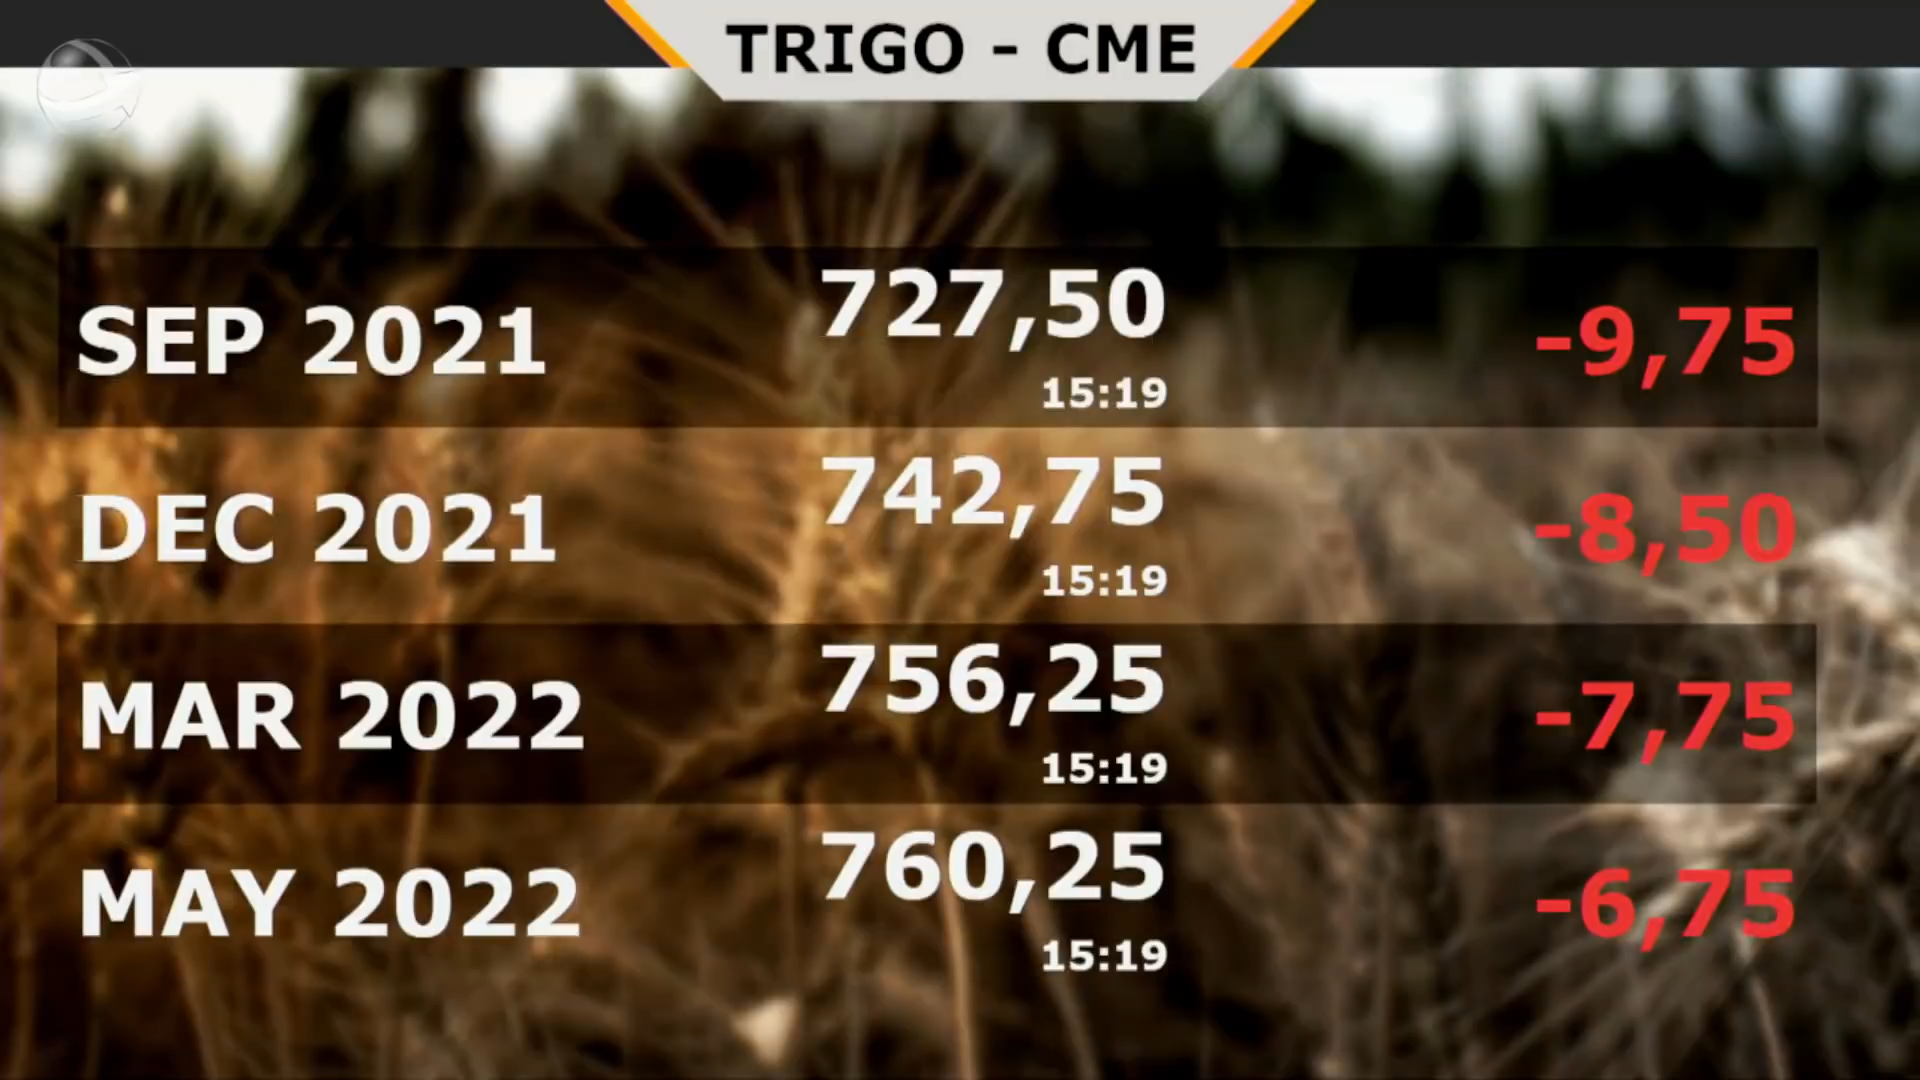 TRIGO - CME
SEP 2021 727,50 -9,75
15:19
DEC 2021 742,75 -8,50
15:19
MAR 2022 756,25 -7,75
15:19
MAY 2022 760,25 -6,75
15:19